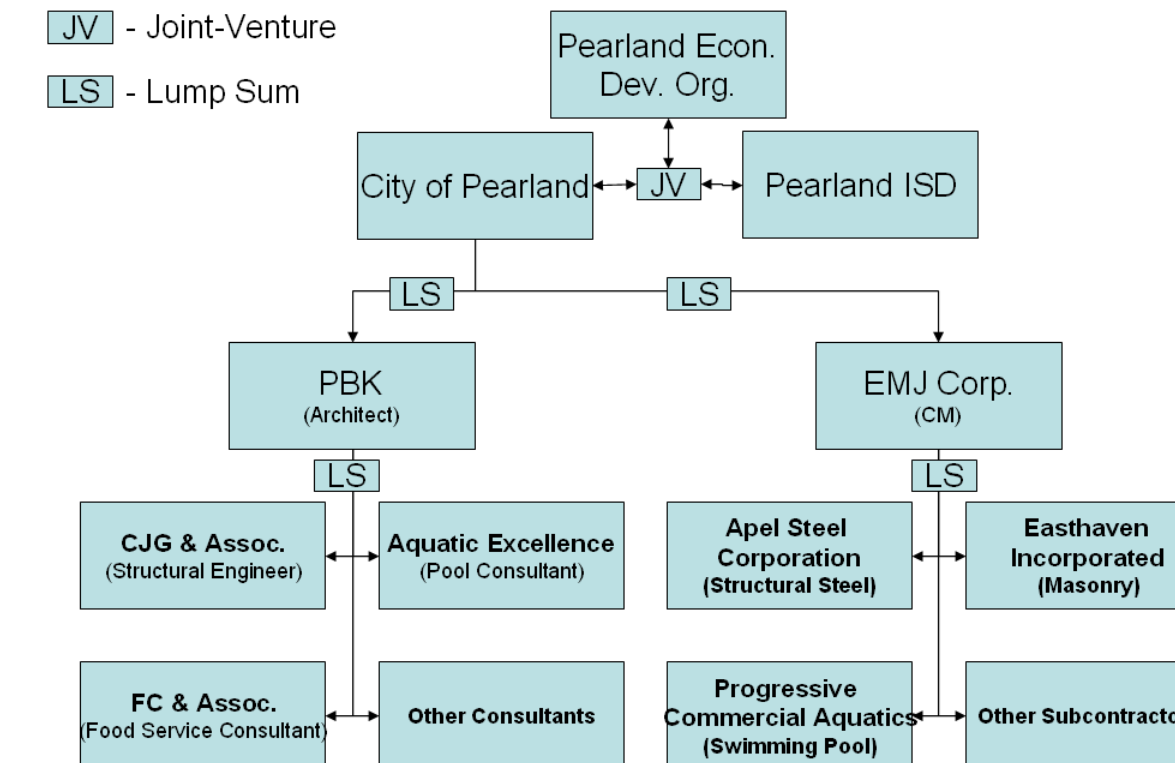 JV - Joint-Venture
LS - Lump Sum
Pearland Econ.
Dev. Org.
City of Pearland
JV
Pearland ISD
LS
LS
PBK
(Architect)
EMJ Corp.
(CM)
LS
LS
CJG & Assoc.
(Structural Engineer)
Aquatic Excellence
(Pool Consultant)
Apel Steel
Corporation
(Structural Steel)
Easthaven
Incorporated
(Masonry)
FC & Assoc.
(Food Service Consultant)
Other Consultants
Progressive
Commercial Aquatics
(Swimming Pool)
Other Subcontracto